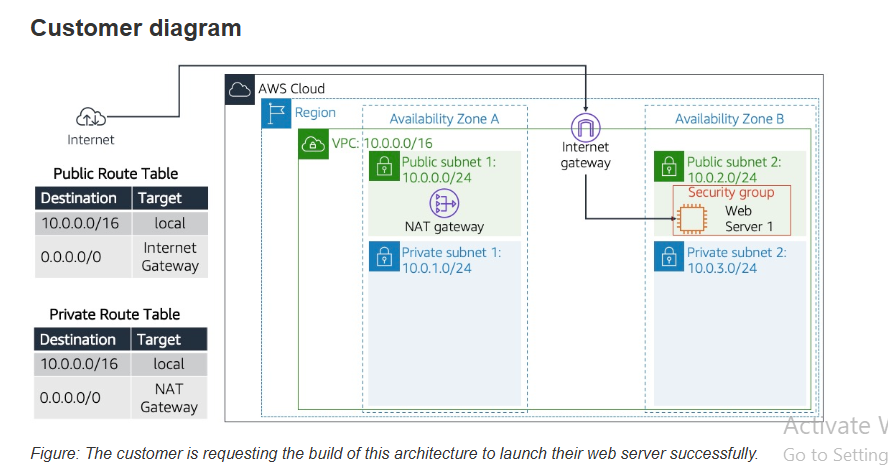 Customer diagram
AWS Cloud
Region
Availability Zone A
Availability Zone B
Internet
Internet
gateway
VPC: 10.0.0.0/16
Public subnet 1:
10.0.0.0/24
NAT gateway
Public subnet 2:
10.0.2.0/24
Security group
Web
Server 1
Private subnet 1:
10.0.1.0/24
Private subnet 2:
10.0.3.0/24
Public Route Table
Destination Target
10.0.0.0/16 local
0.0.0.0/0 Internet
Gateway
Private Route Table
Destination Target
10.0.0.0/16 local
0.0.0.0/0 NAT
Gateway
Figure: The customer is requesting the build of this architecture to launch their web server successfully.
Activate W
Go to Setting